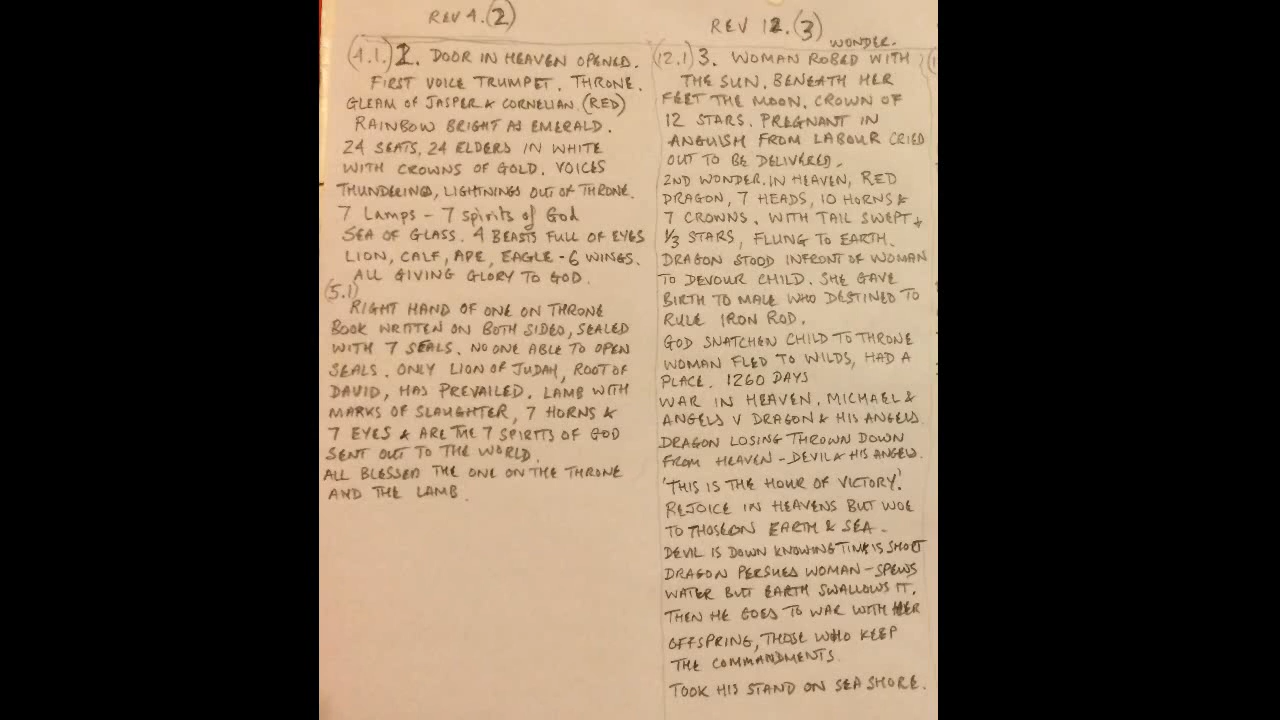 REV 4. (2)
(4.1.) 2. DOOR IN HEAVEN OPENED.
FIRST VOICE TRUMPET. THRONE.
GLEAM OF JASPER & CORNELIAN (RED)
RAINBOW BRIGHT AS EMERALD.
24 SEATS, 24 ELDERS IN WHITE
WITH CROWNS OF GOLD. VOICES
THUNDERING, LIGHTNINGS OUT OF THRONE.
7 Lamps - 7 spirits of God
SEA OF GLASS. 4 BEASTS FULL OF EYES
LION, CALF, APE, EAGLE - 6 WINGS.
ALL GIVING GLORY TO GOD.
(5.1)
RIGHT HAND OF ONE ON THRONE
BOOK WRITTEN ON BOTH SIDES, SEALED
WITH 7 SEALS. NO ONE ABLE TO OPEN
SEALS. ONLY LION OF JUDAH, ROOT OF
DAVID, HAS PREVAILED. LAMB WITH
MARKS OF SLAUGHTER, 7 HORNS &
7 EYES & ARE THE 7 SPIRITS OF GOD
SENT OUT TO THE WORLD.
ALL BLESSED THE ONE ON THE THRONE
AND THE LAMB.
REV 12. (3)
WONDER.
(12.1) 3. WOMAN ROBED WITH
THE SUN. BENEATH HER
FEET THE MOON. CROWN OF
12 STARS. PREGNANT IN
ANGUISH FROM LABOUR CRIED
OUT TO BE DELIVERED.
2ND WONDER. IN HEAVEN, RED
DRAGON, 7 HEADS, 10 HORNS &
7 CROWNS. WITH TAIL SWEPT
1/3 STARS, FLUNG TO EARTH.
DRAGON STOOD INFRONT OF WOMAN
TO DEVOUR CHILD. SHE GAVE
BIRTH TO MALE WHO DESTINED TO
RULE IRON ROD.
GOD SNATCHEN CHILD TO THRONE
WOMAN FLED TO WILDS, HAD A
PLACE. 1260 DAYS
WAR IN HEAVEN. MICHAEL &
ANGELS V DRAGON & HIS ANGELS.
DRAGON LOSING THROWN DOWN
FROM HEAVEN - DEVIL & HIS ANGELS.
'THIS IS THE HOUR OF VICTORY'.
REJOICE IN HEAVENS BUT WOE
TO THOSE ON EARTH & SEA.
DEVIL IS DOWN KNOWING TIME IS SHORT
DRAGON PERSUED WOMAN - SPEWS
WATER BUT EARTH SWALLOWS IT.
THEN HE GOES TO WAR WITH HER
OFFSPRING, THOSE WHO KEEP
THE COMMANDMENTS.
TOOK HIS STAND ON SEA SHORE.